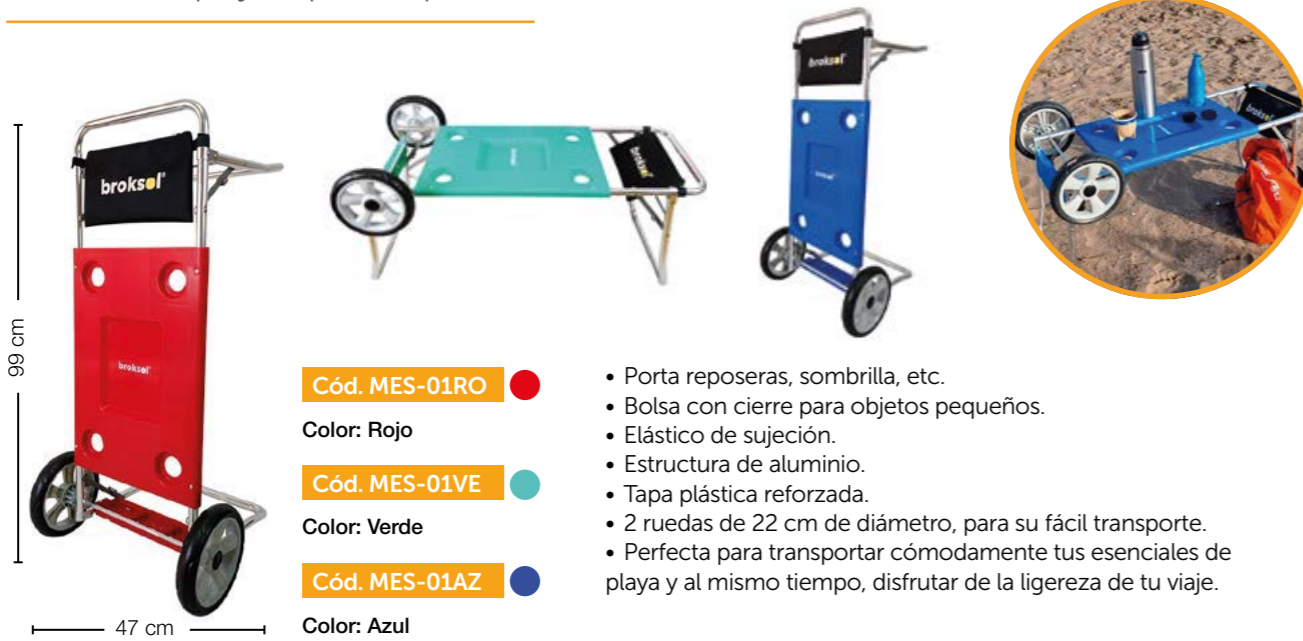 broksol
broksol
broksol
broksol
broksol
99 cm
broksol
47 cm
Cód. MES-01RO
Color: Rojo
Cód. MES-01VE
Color: Verde
Cód. MES-01AZ
Color: Azul
• Porta reposeras, sombrilla, etc.
• Bolsa con cierre para objetos pequeños.
• Elástico de sujeción.
• Estructura de aluminio.
• Tapa plástica reforzada.
• 2 ruedas de 22 cm de diámetro, para su fácil transporte.
• Perfecta para transportar cómodamente tus esenciales de
playa y al mismo tiempo, disfrutar de la ligereza de tu viaje.